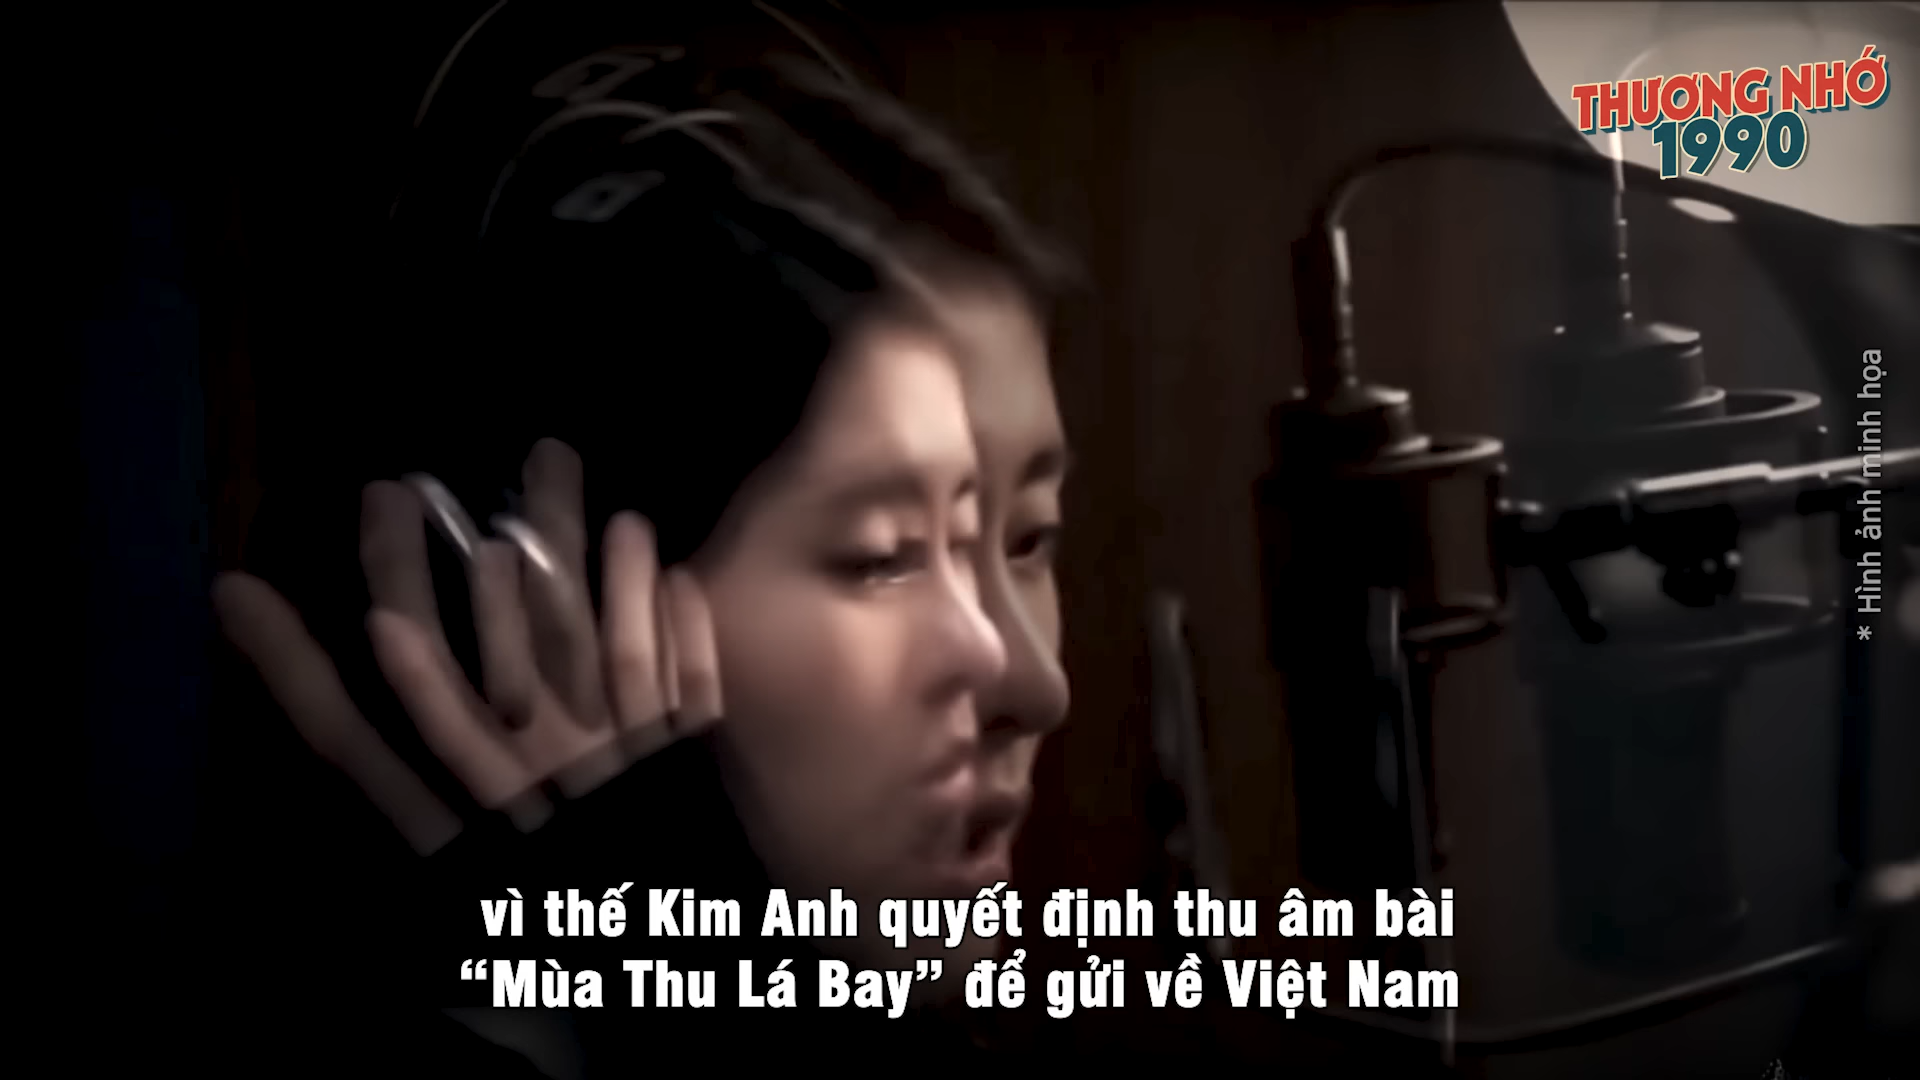 THƯƠNG NHỚ
1990
* Hình ảnh minh họa
vì thế Kim Anh quyết định thu âm bài
“Mùa Thu Lá Bay” để gửi về Việt Nam